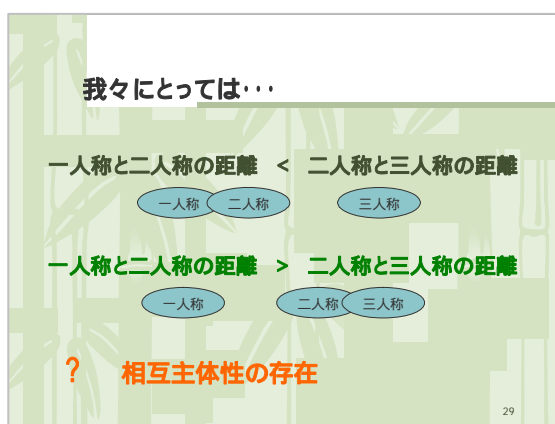 我々にとっては･･･
一人称と二人称の距離 < 二人称と三人称の距離
一人称 二人称 三人称
一人称と二人称の距離 > 二人称と三人称の距離
一人称 二人称 三人称
? 相互主体性の存在
29